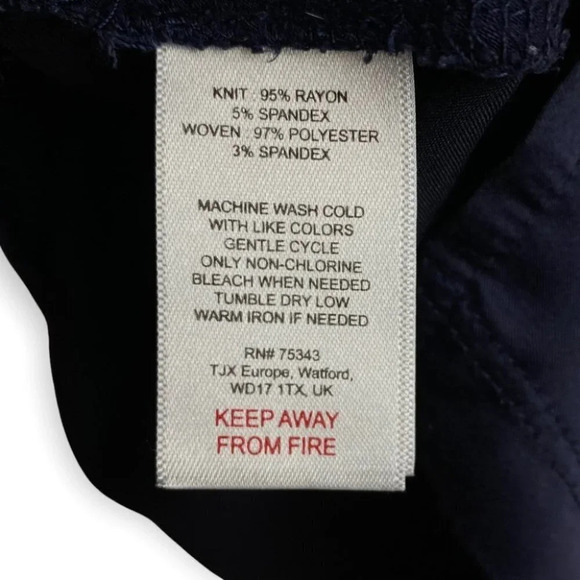 KNIT : 95% RAYON
5% SPANDEX
WOVEN : 97% POLYESTER
3% SPANDEX
MACHINE WASH COLD
WITH LIKE COLORS
GENTLE CYCLE
ONLY NON-CHLORINE
BLEACH WHEN NEEDED
TUMBLE DRY LOW
WARM IRON IF NEEDED
RN# 75343
TJX Europe, Watford,
WD17 1TX, UK
KEEP AWAY
FROM FIRE